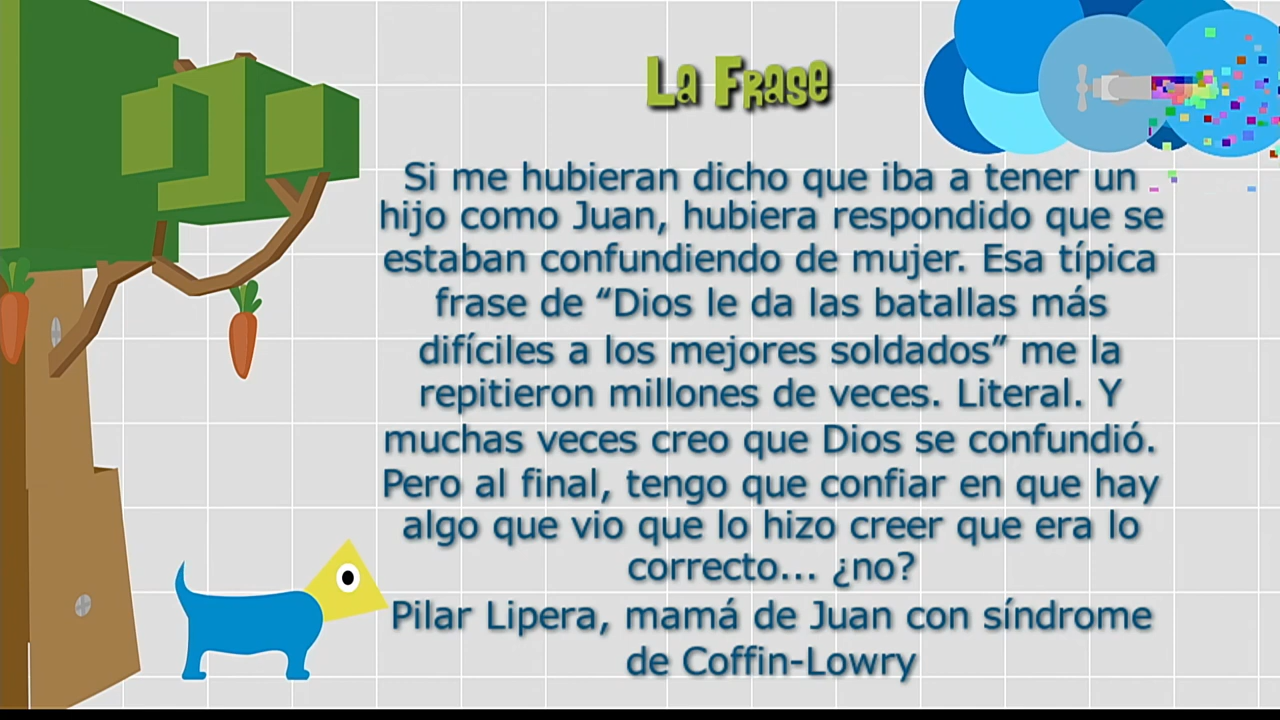 La Frase
Si me hubieran dicho que iba a tener un
hijo como Juan, hubiera respondido que se
estaban confundiendo de mujer. Esa típica
frase de “Dios le da las batallas más
difíciles a los mejores soldados” me la
repitieron millones de veces. Literal. Y
muchas veces creo que Dios se confundió.
Pero al final, tengo que confiar en que hay
algo que vio que lo hizo creer que era lo
correcto... ¿no?
Pilar Lipera, mamá de Juan con síndrome
de Coffin-Lowry